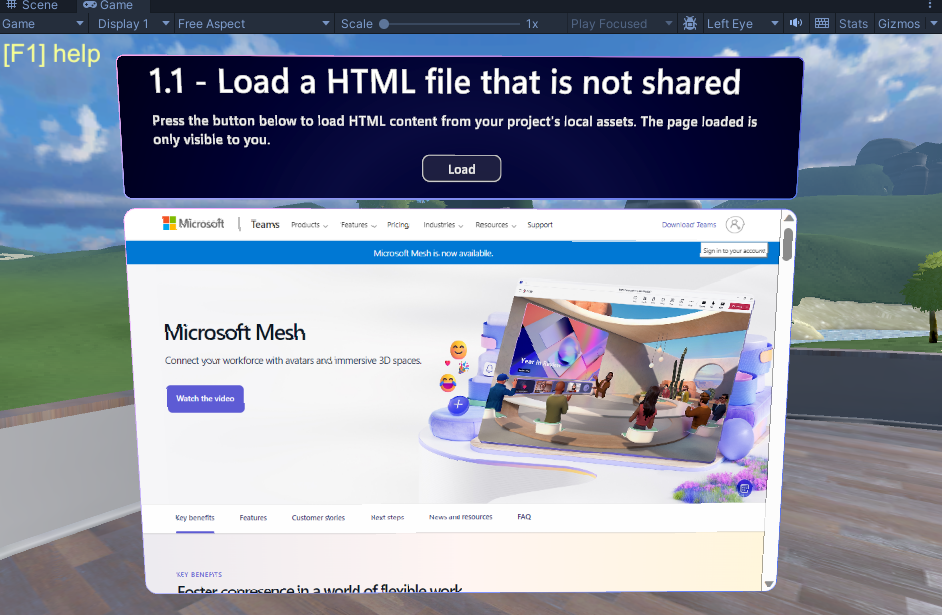 Scene Game
Game Display 1 Free Aspect Scale 1x Play Focused Left Eye Stats Gizmos
[F1] help
1.1 - Load a HTML file that is not shared
Press the button below to load HTML content from your project's local assets. The page loaded is
only visible to you.
Load
Microsoft Teams Products Features Pricing Industries Resources Support Download Teams
Microsoft Mesh is now available.
Sign in to your account
Microsoft Mesh
Connect your workforce with avatars and immersive 3D spaces.
Watch the video
Year in
Key benefits Features Customer stories Next steps News and resources FAQ
KEY BENEFITS
Foster copresence in a world of flexible work